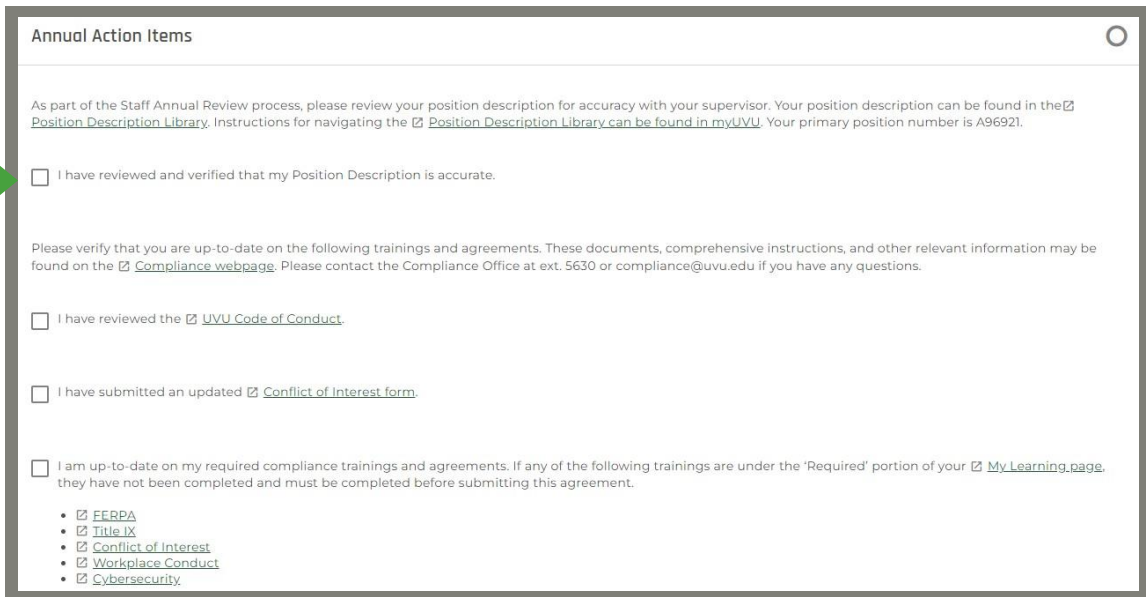 Annual Action Items
As part of the Staff Annual Review process, please review your position description for accuracy with your supervisor. Your position description can be found in the
Position Description Library. Instructions for navigating the Position Description Library can be found in myUVU. Your primary position number is A96921.
I have reviewed and verified that my Position Description is accurate.
Please verify that you are up-to-date on the following trainings and agreements. These documents, comprehensive instructions, and other relevant information may be
found on the Compliance webpage. Please contact the Compliance Office at ext. 5630 or compliance@uvu.edu if you have any questions.
I have reviewed the UVU Code of Conduct.
I have submitted an updated Conflict of Interest form.
I am up-to-date on my required compliance trainings and agreements. If any of the following trainings are under the 'Required' portion of your My Learning page,
they have not been completed and must be completed before submitting this agreement.
• FERPA
• Title IX
• Conflict of Interest
• Workplace Conduct
• Cybersecurity